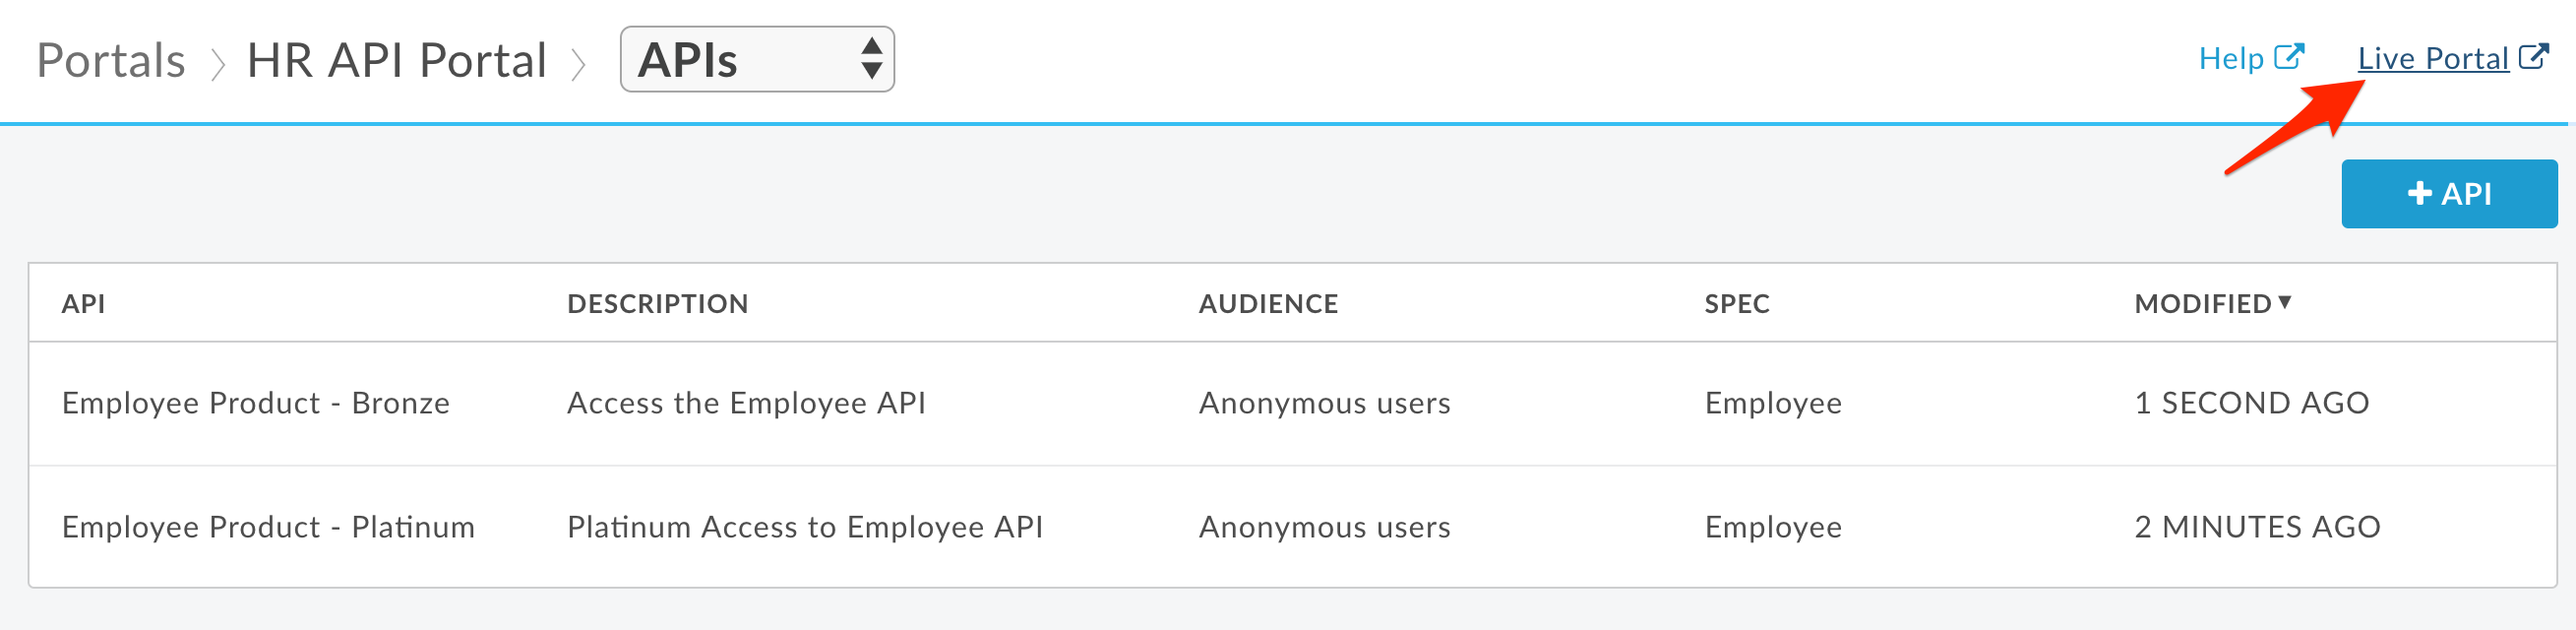 Portals HR API Portal APIs Help Live Portal
+ API
API DESCRIPTION AUDIENCE SPEC MODIFIED▼
Employee Product - Bronze Access the Employee API Anonymous users Employee 1 SECOND AGO
Employee Product - Platinum Platinum Access to Employee API Anonymous users Employee 2 MINUTES AGO